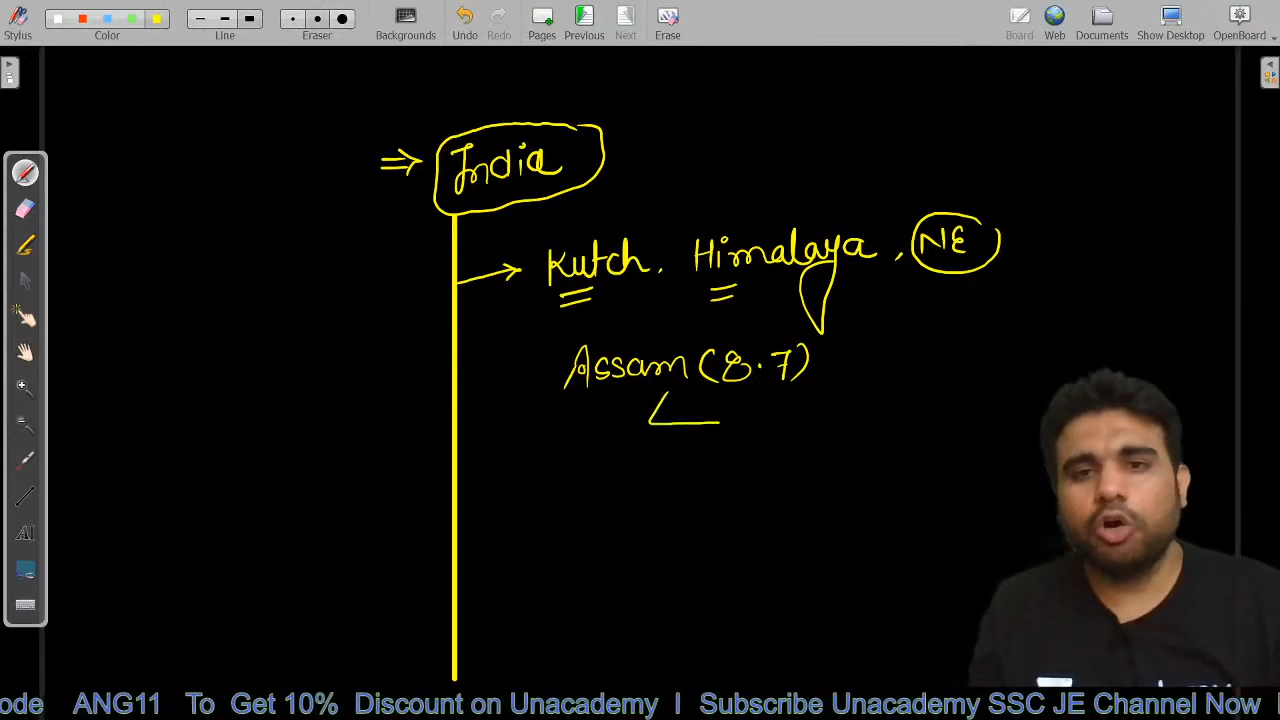 Color
Line
Eraser
Stylus
Backgrounds
Undo
Redo
Pages
Previous
Next
Erase
Board
Web
Documents
Show Desktop
OpenBoard
⇒ India
→ Kutch, Himalaya, NE
Assam (8.7)
ode ANG11 To Get 10% Discount on Unacademy I Subscribe Unacademy SSC JE Channel Now